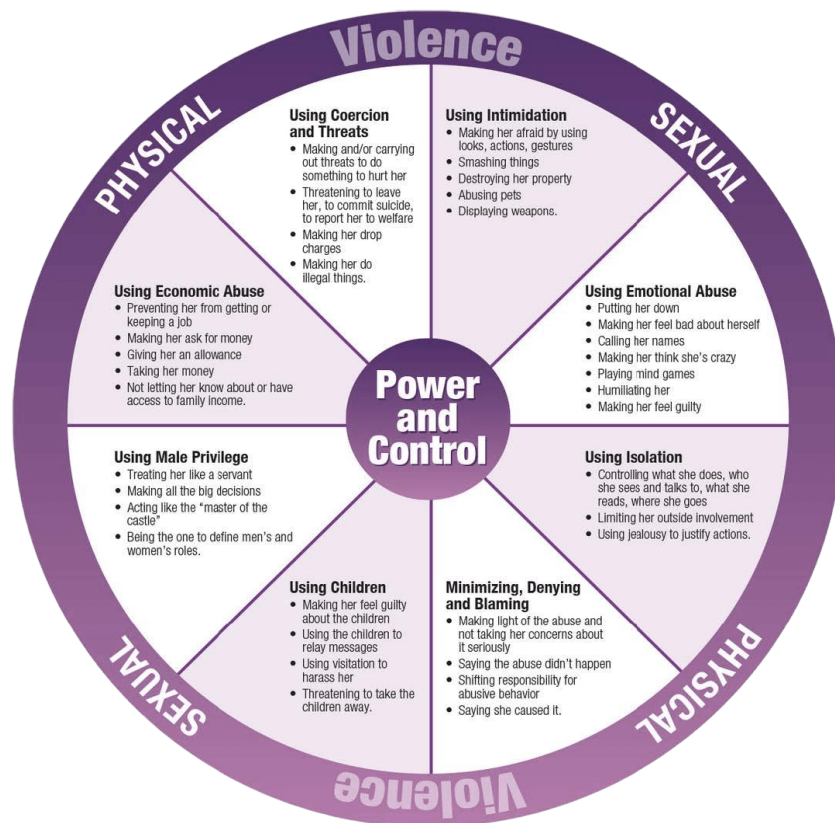 Violence
PHYSICAL
SEXUAL
Using Coercion
and Threats
• Making and/or carrying
out threats to do
something to hurt her
• Threatening to leave
her, to commit suicide,
to report her to welfare
• Making her drop
charges
• Making her do
illegal things.
Using Intimidation
• Making her afraid by using
looks, actions, gestures
• Smashing things
• Destroying her property
• Abusing pets
• Displaying weapons.
Using Economic Abuse
• Preventing her from getting or
keeping a job
• Making her ask for money
• Giving her an allowance
• Taking her money
• Not letting her know about or have
access to family income.
Using Emotional Abuse
• Putting her down
• Making her feel bad about herself
• Calling her names
• Making her think she's crazy
• Playing mind games
• Humiliating her
• Making her feel guilty
Power
and
Control
Using Male Privilege
• Treating her like a servant
• Making all the big decisions
• Acting like the "master of the
castle"
• Being the one to define men's and
women's roles.
Using Isolation
• Controlling what she does, who
she sees and talks to, what she
reads, where she goes
• Limiting her outside involvement
• Using jealousy to justify actions.
Using Children
• Making her feel guilty
about the children
• Using the children to
relay messages
• Using visitation to
harass her
• Threatening to take the
children away.
Minimizing, Denying
and Blaming
• Making light of the abuse and
not taking her concerns about
it seriously
• Saying the abuse didn't happen
• Shifting responsibility for
abusive behavior
• Saying she caused it.
SEXUAL
PHYSICAL
Violence